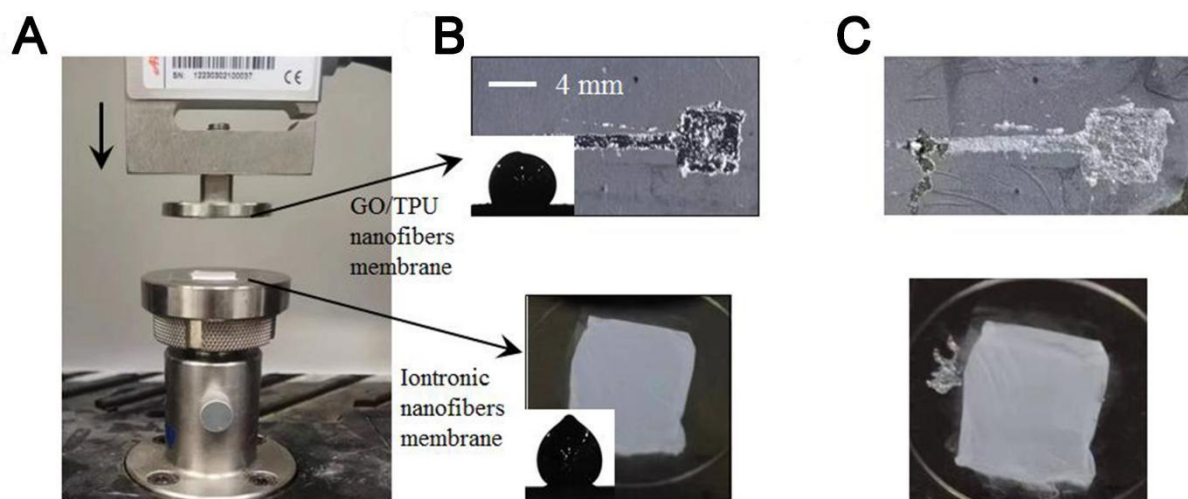 A
B
C
SN: 12230302100037
CE
4 mm
GO/TPU
nanofibers
membrane
Iontronic
nanofibers
membrane